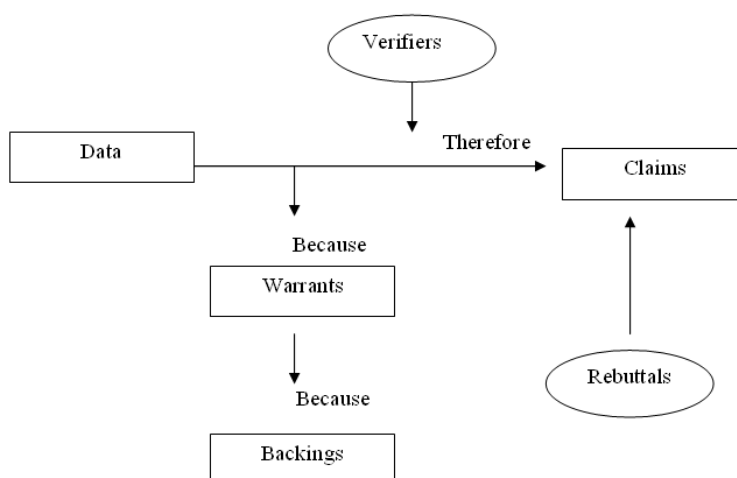 Verifiers
Therefore
Data
Claims
Because
Warrants
Rebuttals
Because
Backings